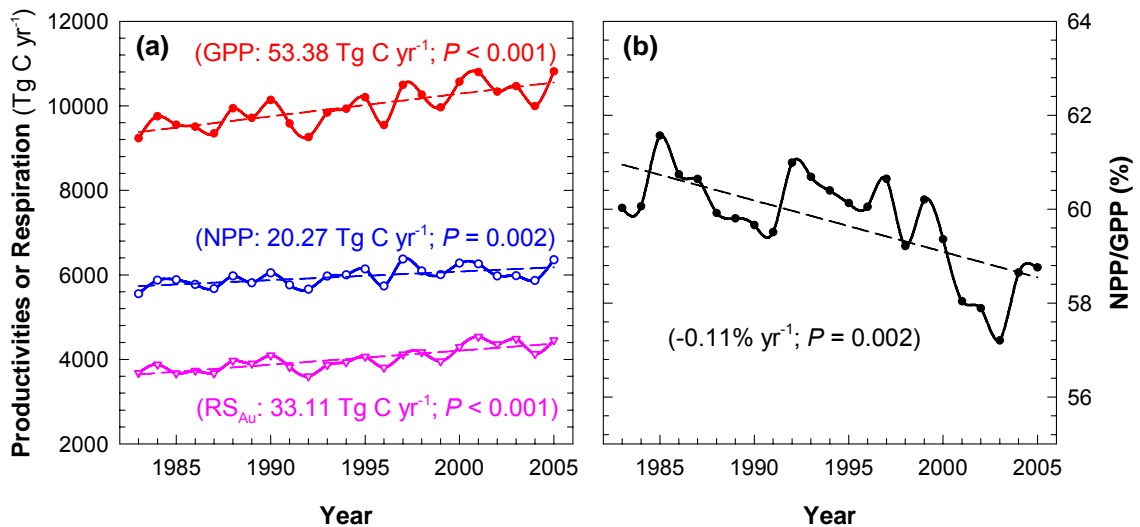 Productivities or Respiration (Tg C yr⁻¹)
12000
10000
8000
6000
4000
2000
(a)
(GPP: 53.38 Tg C yr⁻¹; P < 0.001)
(NPP: 20.27 Tg C yr⁻¹; P = 0.002)
(RS_Au: 33.11 Tg C yr⁻¹; P < 0.001)
1985 1990 1995 2000 2005
Year
(b)
(-0.11% yr⁻¹; P = 0.002)
64
62
60
58
56
NPP/GPP (%)
1985 1990 1995 2000 2005
Year